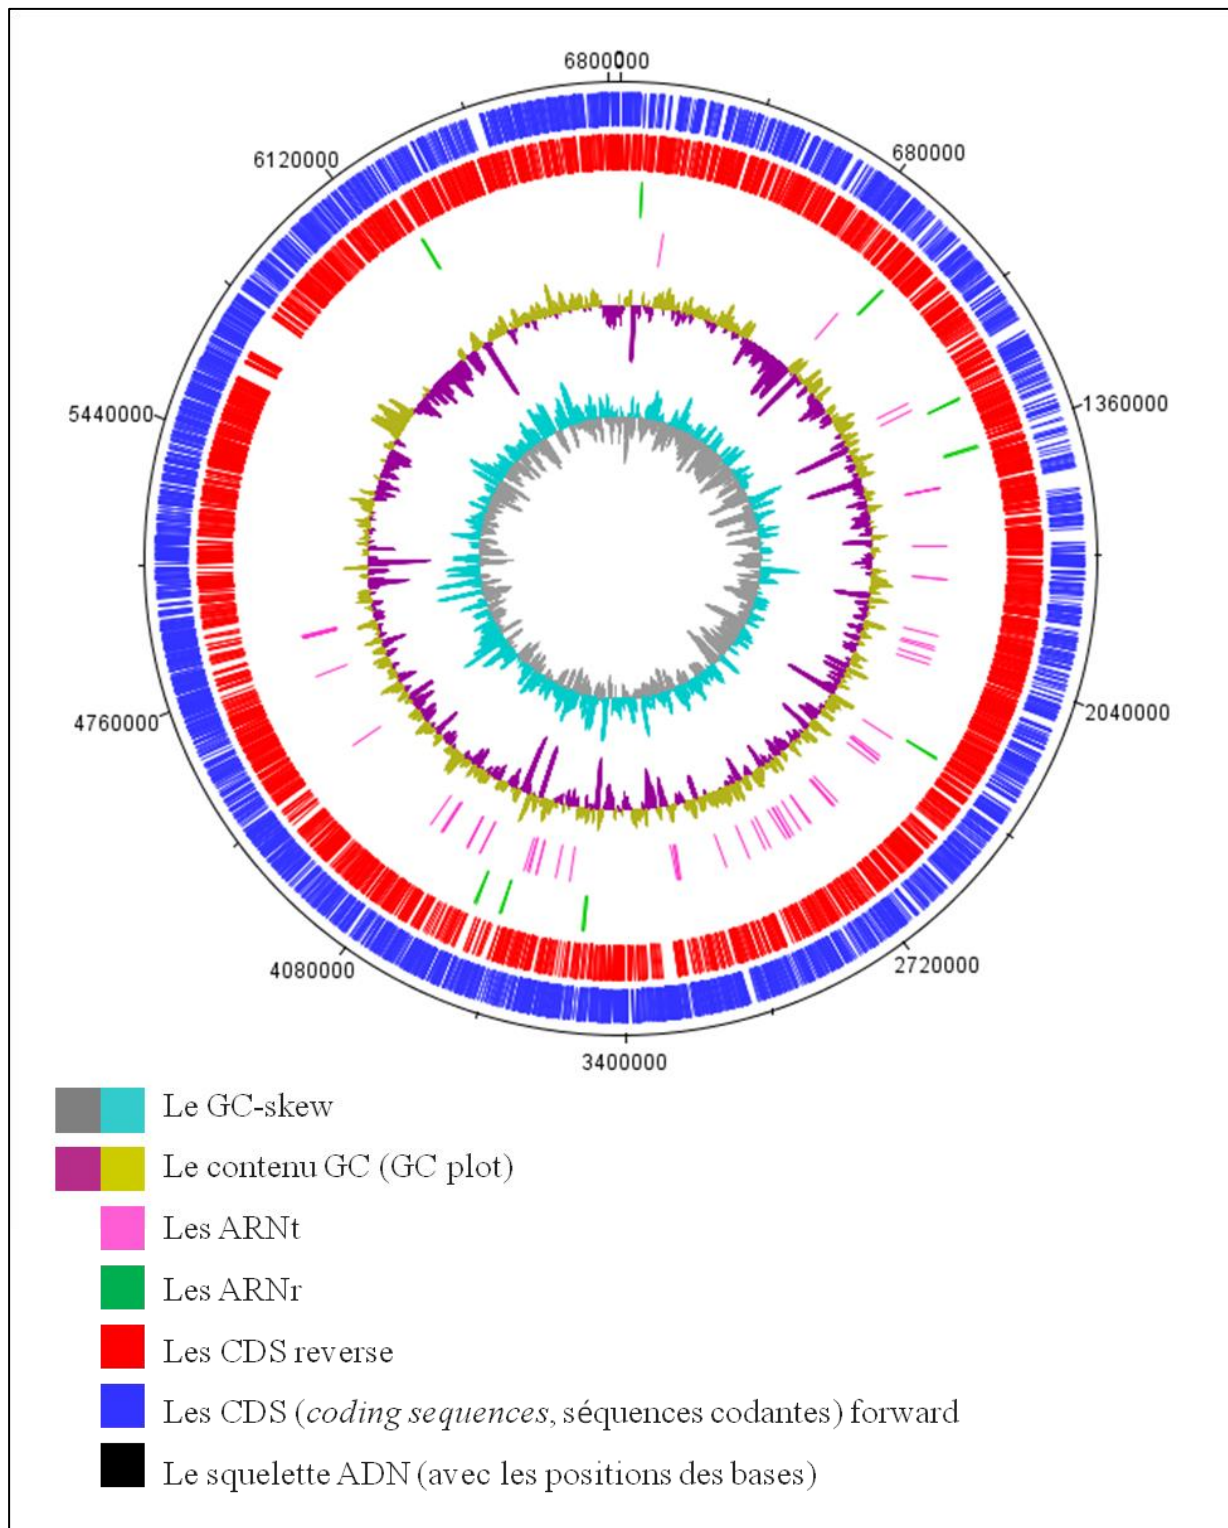 6800000
0
680000
6120000
1360000
5440000
2040000
4760000
2720000
4080000
3400000
Le GC-skew
Le contenu GC (GC plot)
Les ARNt
Les ARNr
Les CDS reverse
Les CDS (coding sequences, séquences codantes) forward
Le squelette ADN (avec les positions des bases)